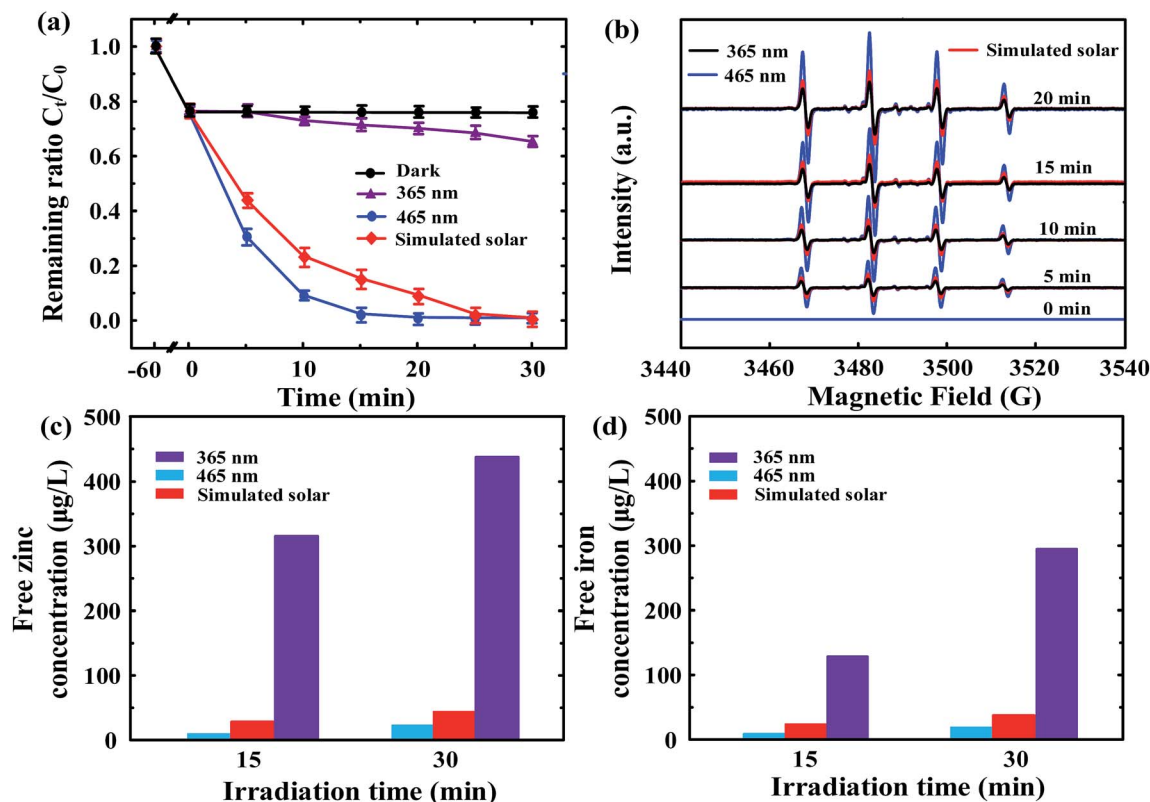 (a)
Remaining ratio Ct/C0
1.0
0.8
0.6
0.4
0.2
0.0
Dark
365 nm
465 nm
Simulated solar
-60
0
10
20
30
Time (min)
(b)
Intensity (a.u.)
365 nm
465 nm
Simulated solar
20 min
15 min
10 min
5 min
0 min
3440
3460
3480
3500
3520
3540
Magnetic Field (G)
(c)
Free zinc
concentration (µg/L)
500
400
300
200
100
0
365 nm
465 nm
Simulated solar
15
30
Irradiation time (min)
(d)
Free iron
concentration (µg/L)
500
400
300
200
100
0
365 nm
465 nm
Simulated solar
15
30
Irradiation time (min)